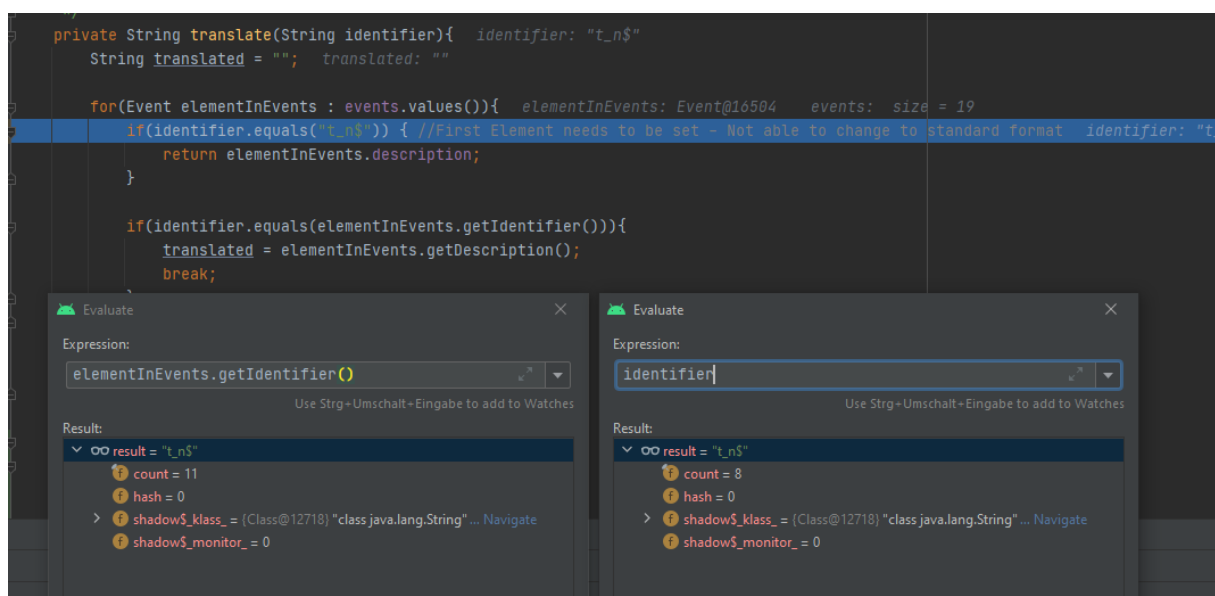 */
private String translate(String identifier){   identifier: "t_n$"
String translated = "";   translated: ""
for(Event elementInEvents : events.values()){   elementInEvents: Event@16504    events:  size = 19
if(identifier.equals("t_n$")) { //First Element needs to be set - Not able to change to standard format   identifier: "t_
return elementInEvents.description;
}
if(identifier.equals(elementInEvents.getIdentifier())){
translated = elementInEvents.getDescription();
break;
Evaluate
Expression:
elementInEvents.getIdentifier()
Use Strg+Umschalt+Eingabe to add to Watches
Result:
result = "t_n$"
count = 11
hash = 0
shadow$_klass_ = {Class@12718} "class java.lang.String"... Navigate
shadow$_monitor_ = 0
Evaluate
Expression:
identifier
Use Strg+Umschalt+Eingabe to add to Watches
Result:
result = "t_n$"
count = 8
hash = 0
shadow$_klass_ = {Class@12718} "class java.lang.String"... Navigate
shadow$_monitor_ = 0